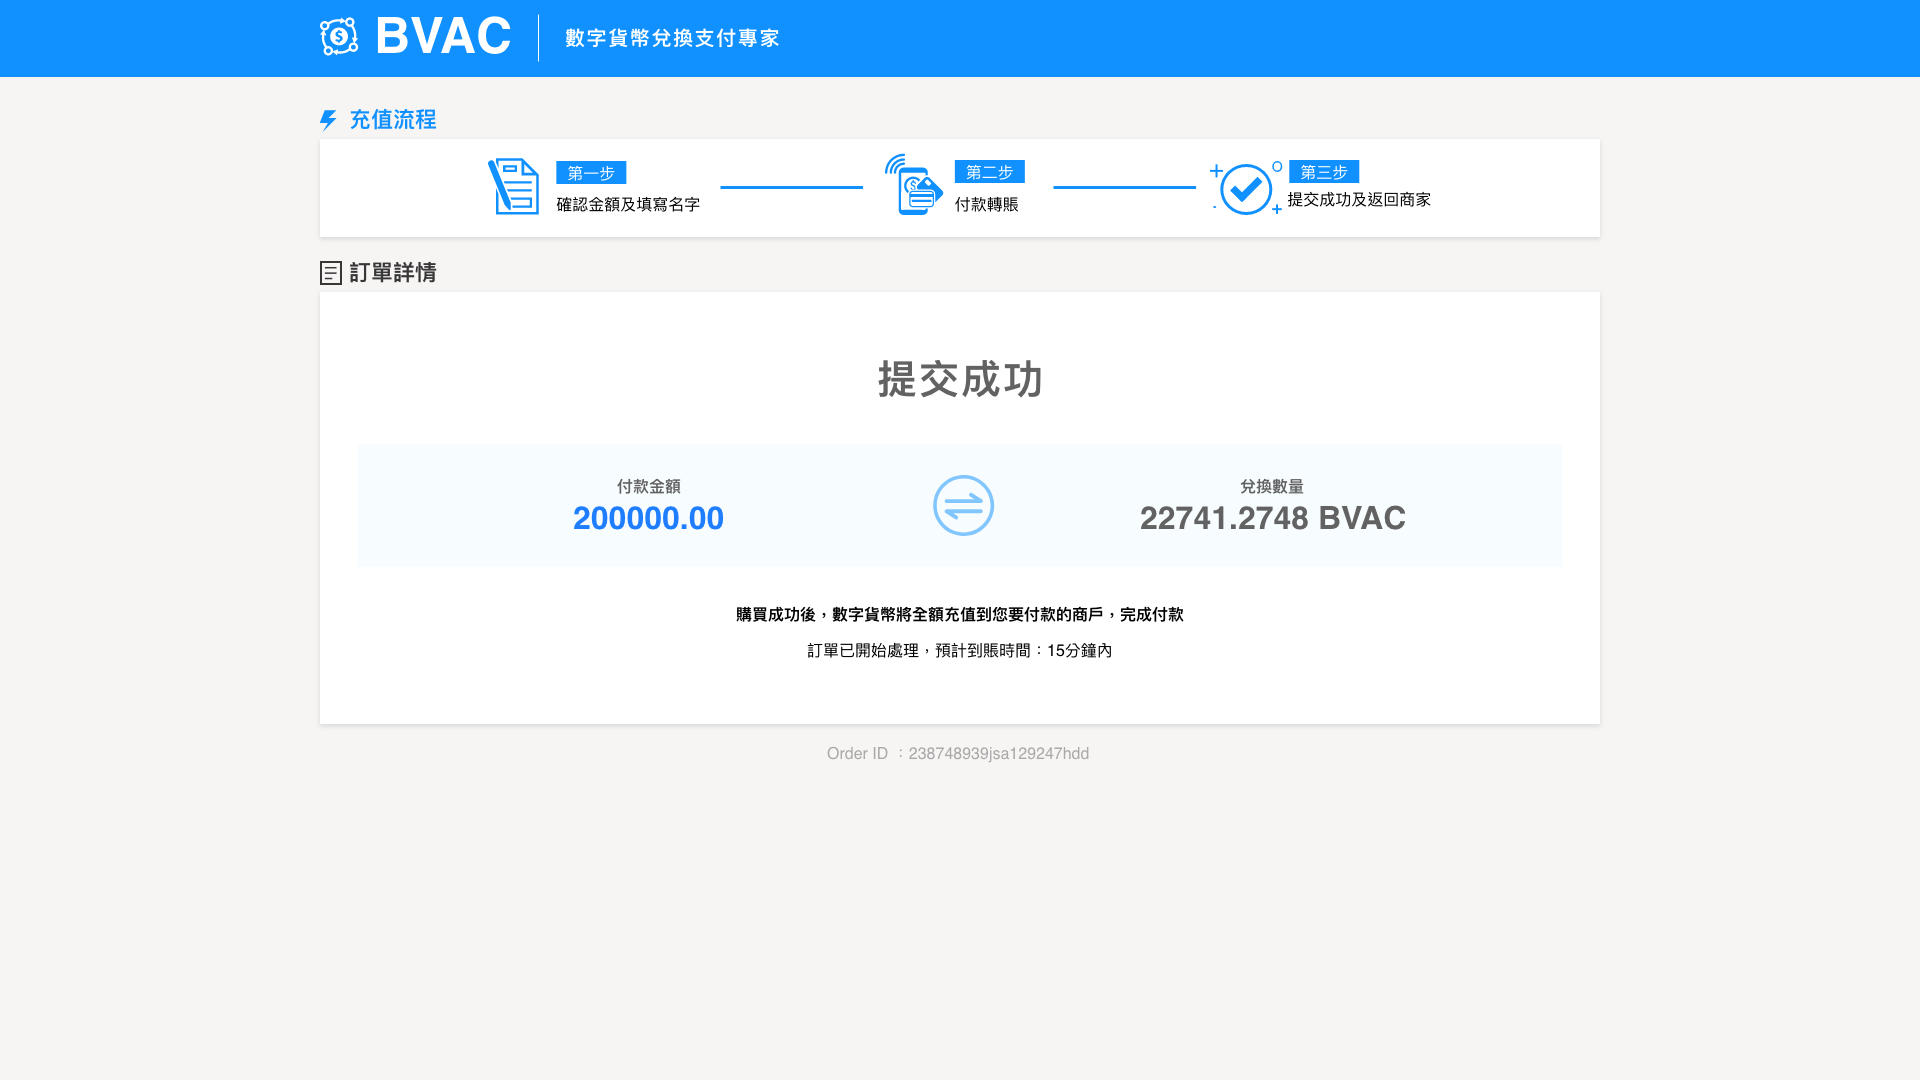 BVAC
數字貨幣兌換支付專家
充值流程
第一步
確認金額及填寫名字
第二步
付款轉賬
第三步
提交成功及返回商家
訂單詳情
提交成功
付款金額
200000.00
兌換數量
22741.2748 BVAC
購買成功後，數字貨幣將全額充值到您要付款的商戶，完成付款
訂單已開始處理，預計到賬時間：15分鐘內
Order ID ：238748939jsa129247hdd